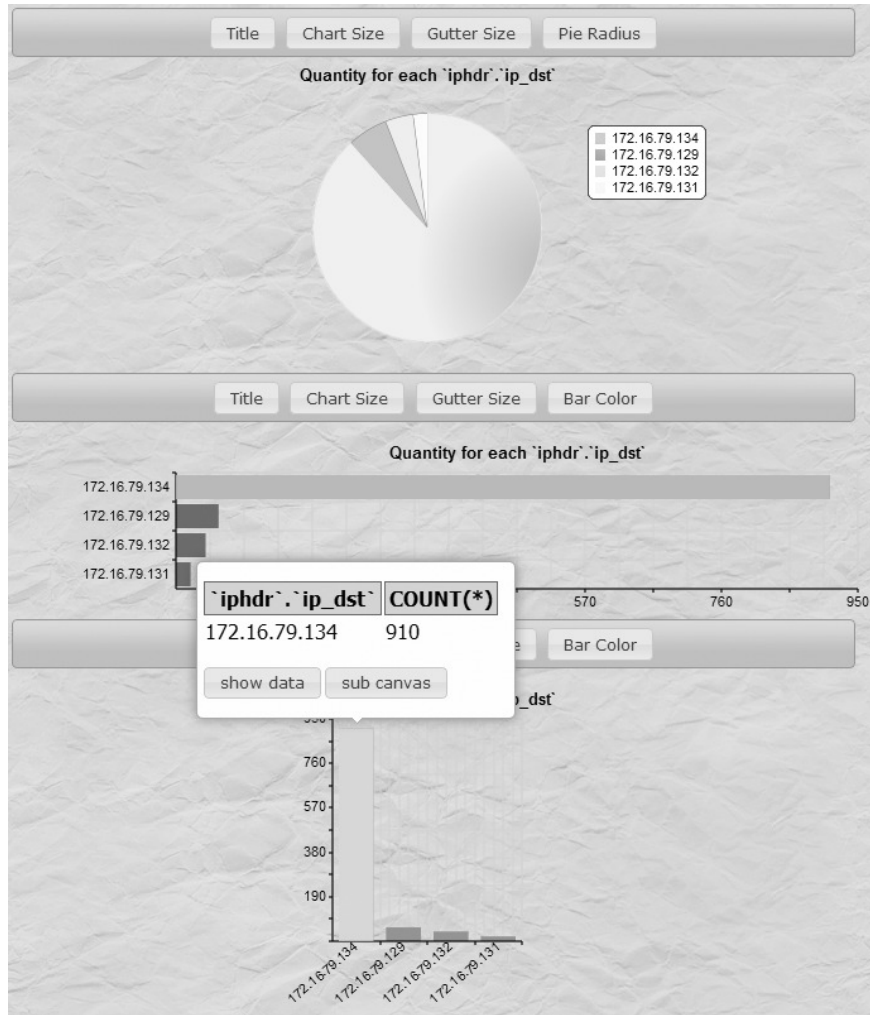 Title Chart Size Gutter Size Pie Radius
Quantity for each `iphdr`.`ip_dst`
172.16.79.134
172.16.79.129
172.16.79.132
172.16.79.131
Title Chart Size Gutter Size Bar Color
Quantity for each `iphdr`.`ip_dst`
172.16.79.134
172.16.79.129
172.16.79.132
172.16.79.131
570 760 950
`iphdr`.`ip_dst` COUNT(*)
172.16.79.134 910
show data sub canvas
Bar Color
_dst`
950
760
570
380
190
172.16.79.134 172.16.79.129 172.16.79.132 172.16.79.131